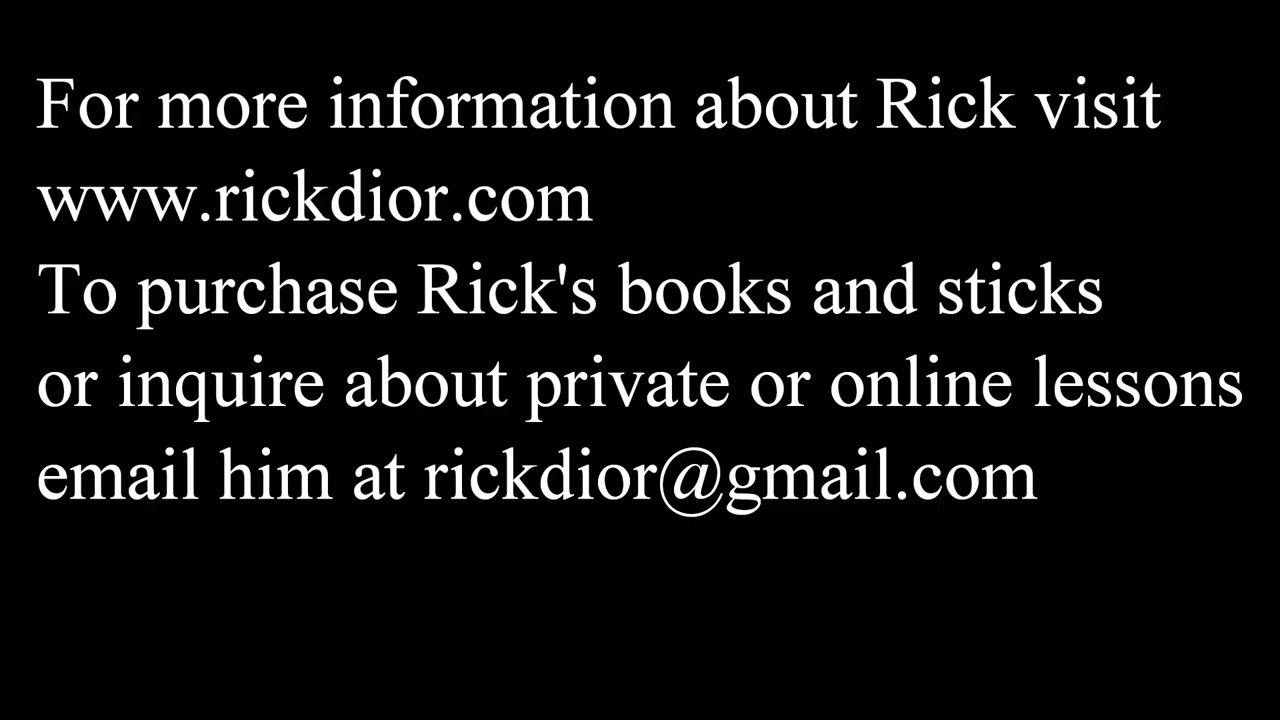 For more information about Rick visit
www.rickdior.com
To purchase Rick's books and sticks
or inquire about private or online lessons
email him at rickdior@gmail.com